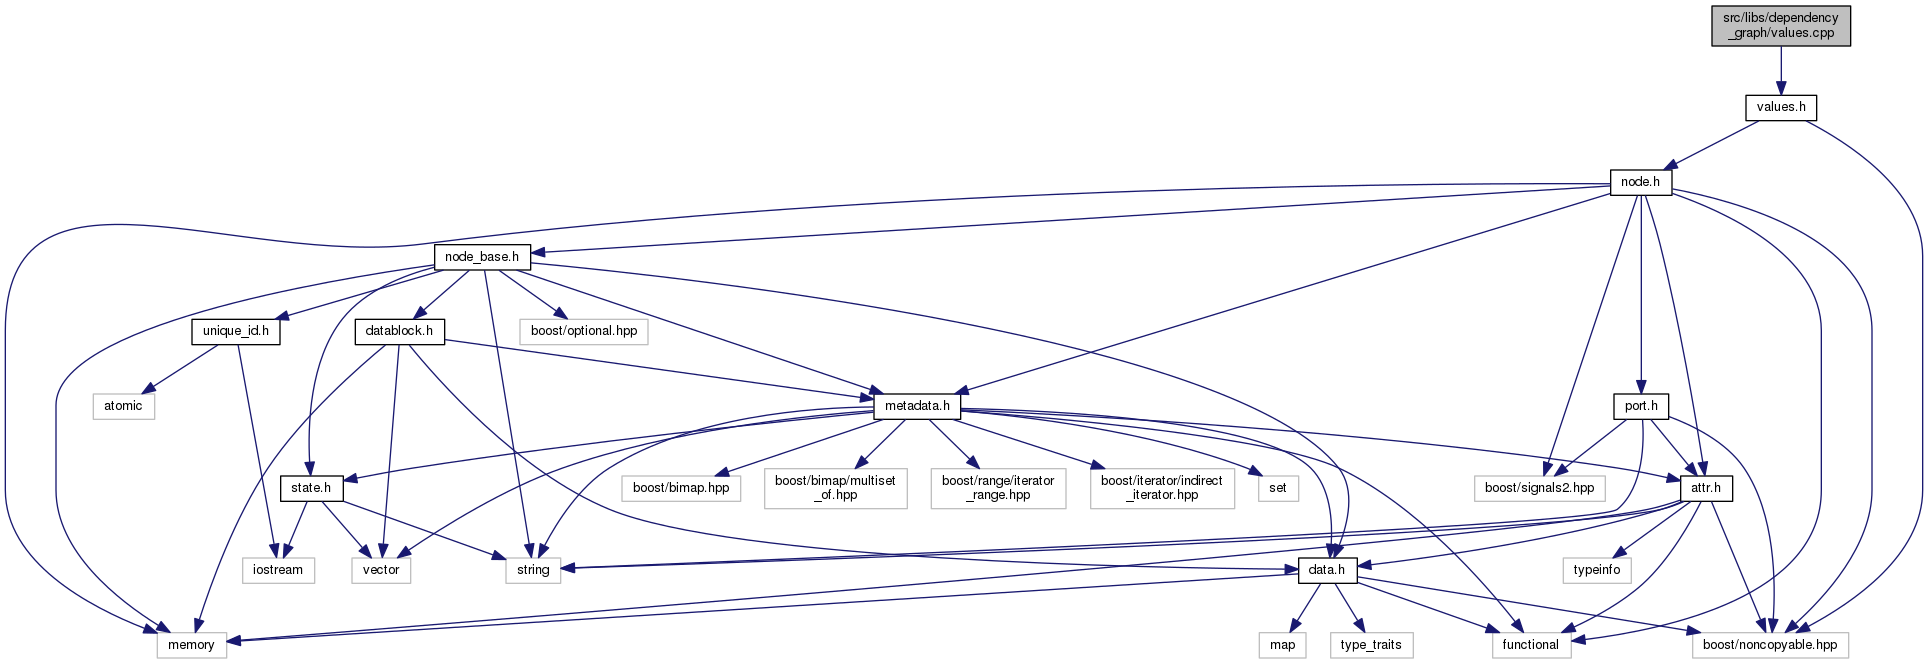 src/libs/dependency
_graph/values.cpp
values.h
node.h
node_base.h
unique_id.h
datablock.h
boost/optional.hpp
atomic
metadata.h
port.h
state.h
boost/bimap.hpp
boost/bimap/multiset
_of.hpp
boost/range/iterator
_range.hpp
boost/iterator/indirect
_iterator.hpp
set
boost/signals2.hpp
attr.h
iostream
vector
string
data.h
typeinfo
memory
map
type_traits
functional
boost/noncopyable.hpp